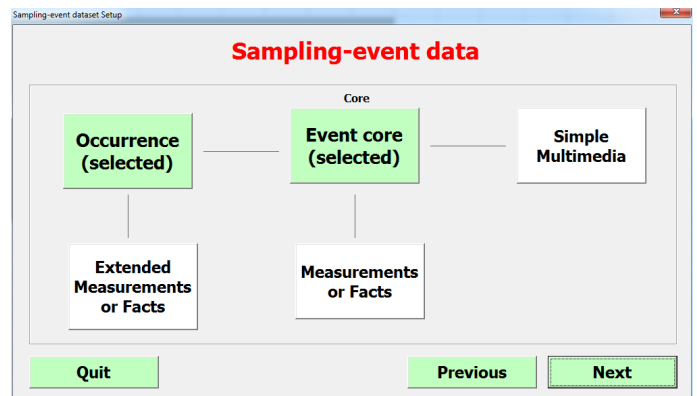 Sampling-event dataset Setup
Sampling-event data
Core
Occurrence
(selected)
Event core
(selected)
Simple
Multimedia
Extended
Measurements
or Facts
Measurements
or Facts
Quit
Previous
Next